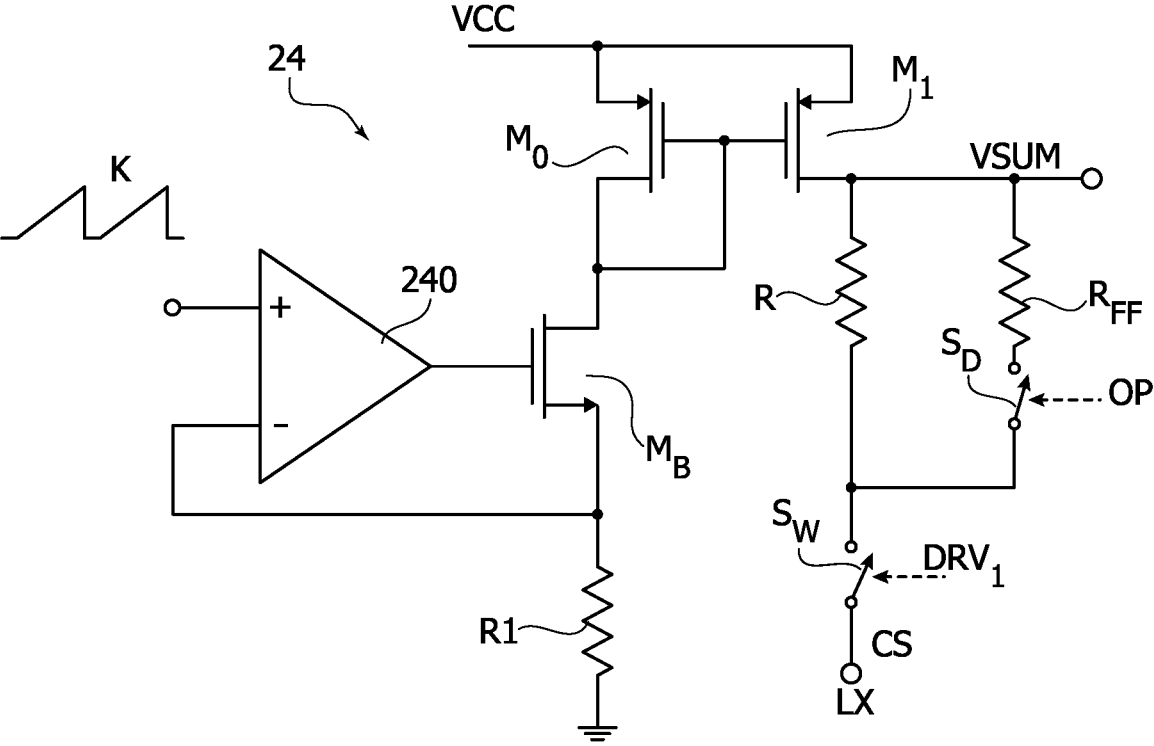 VCC
24
M1
M0
K
VSUM
240
+
R
RFF
SD
OP
-
MB
SW
DRV1
R1
CS
LX